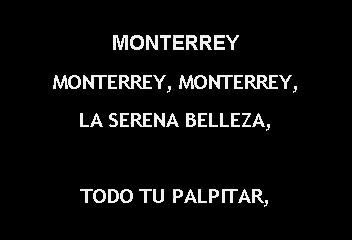 MONTERREY
MONTERREY, MONTERREY,
LA SERENA BELLEZA,
TODO TU PALPITAR,